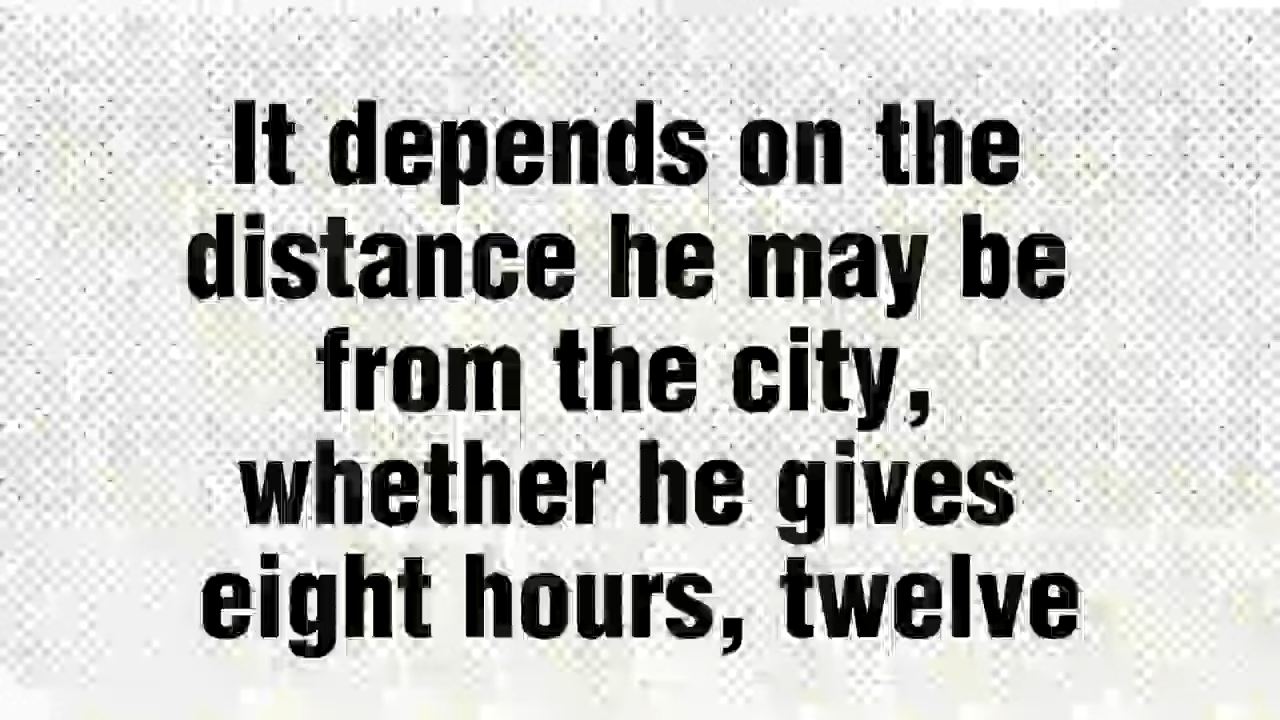 It depends on the
distance he may be
from the city,
whether he gives
eight hours, twelve